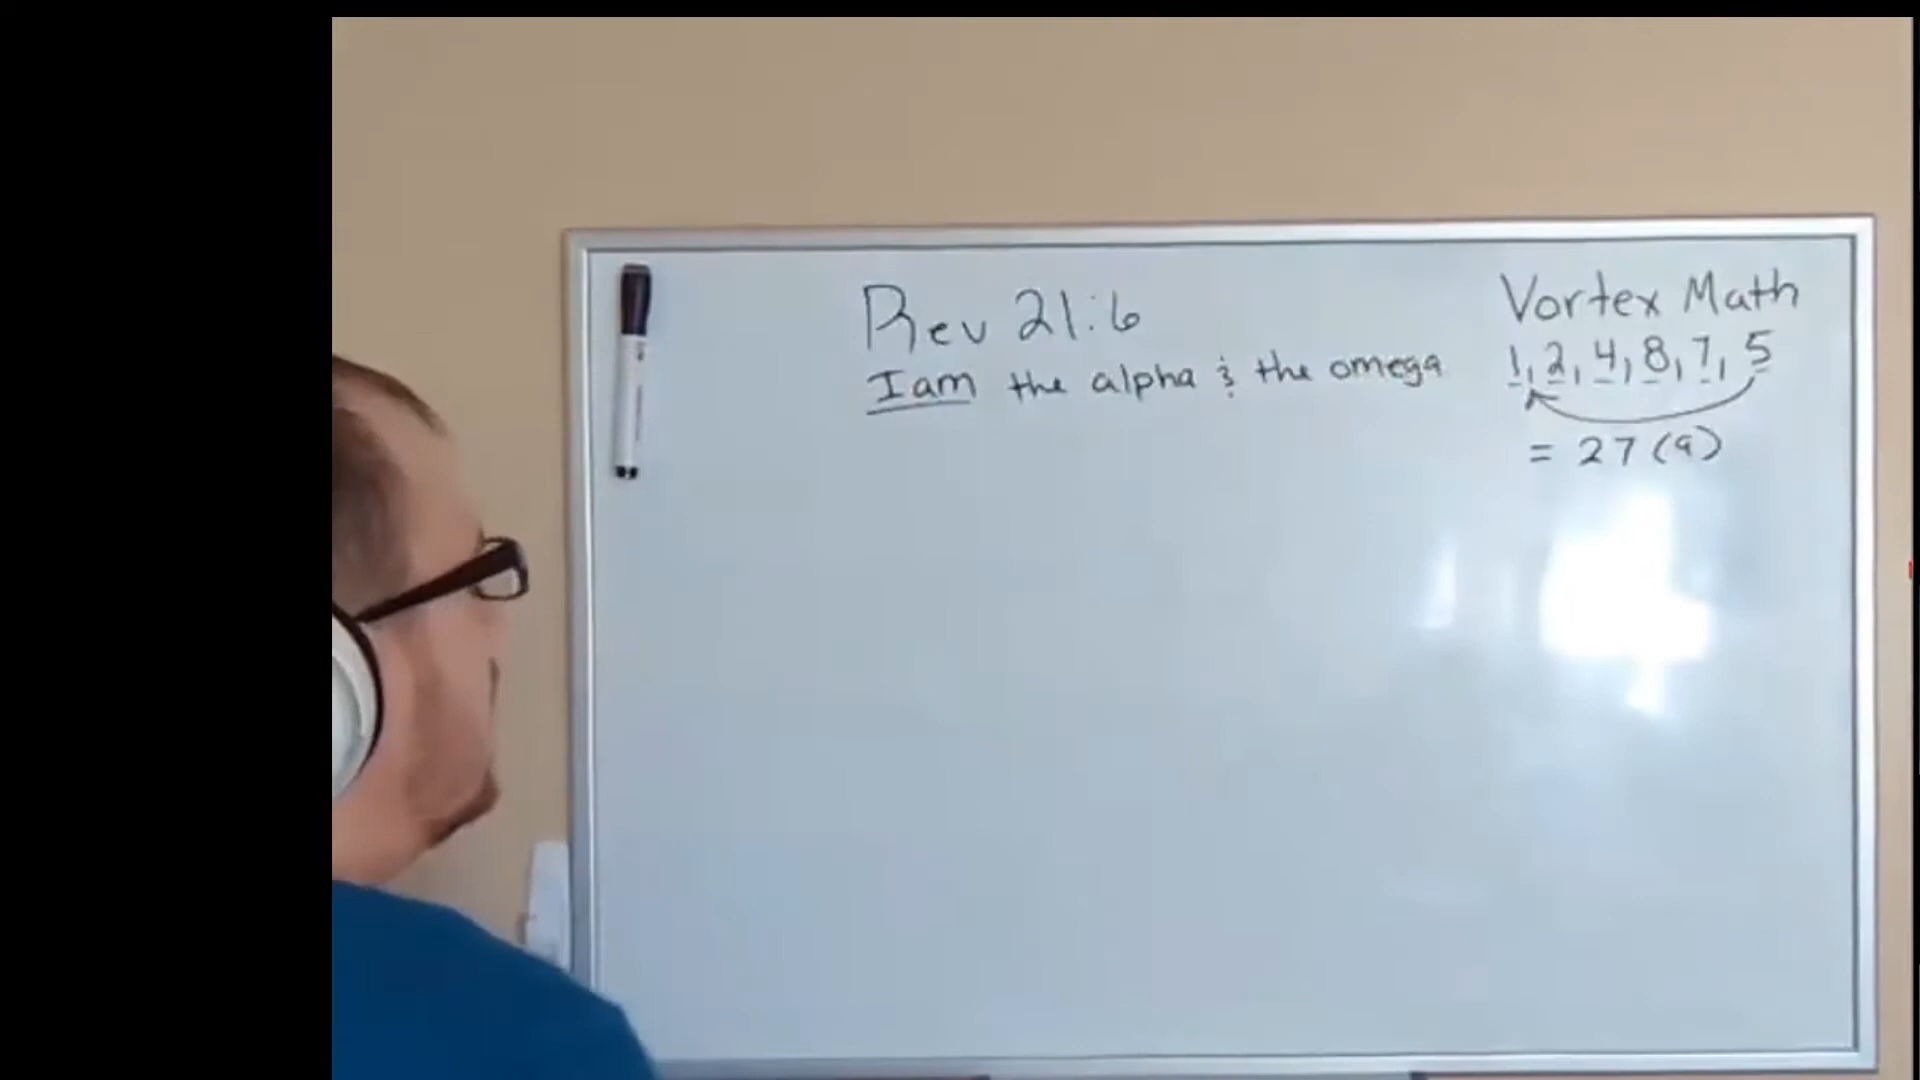 Rev 21:6
I am the alpha & the omega
Vortex Math
1, 2, 4, 8, 7, 5
= 27 (9)